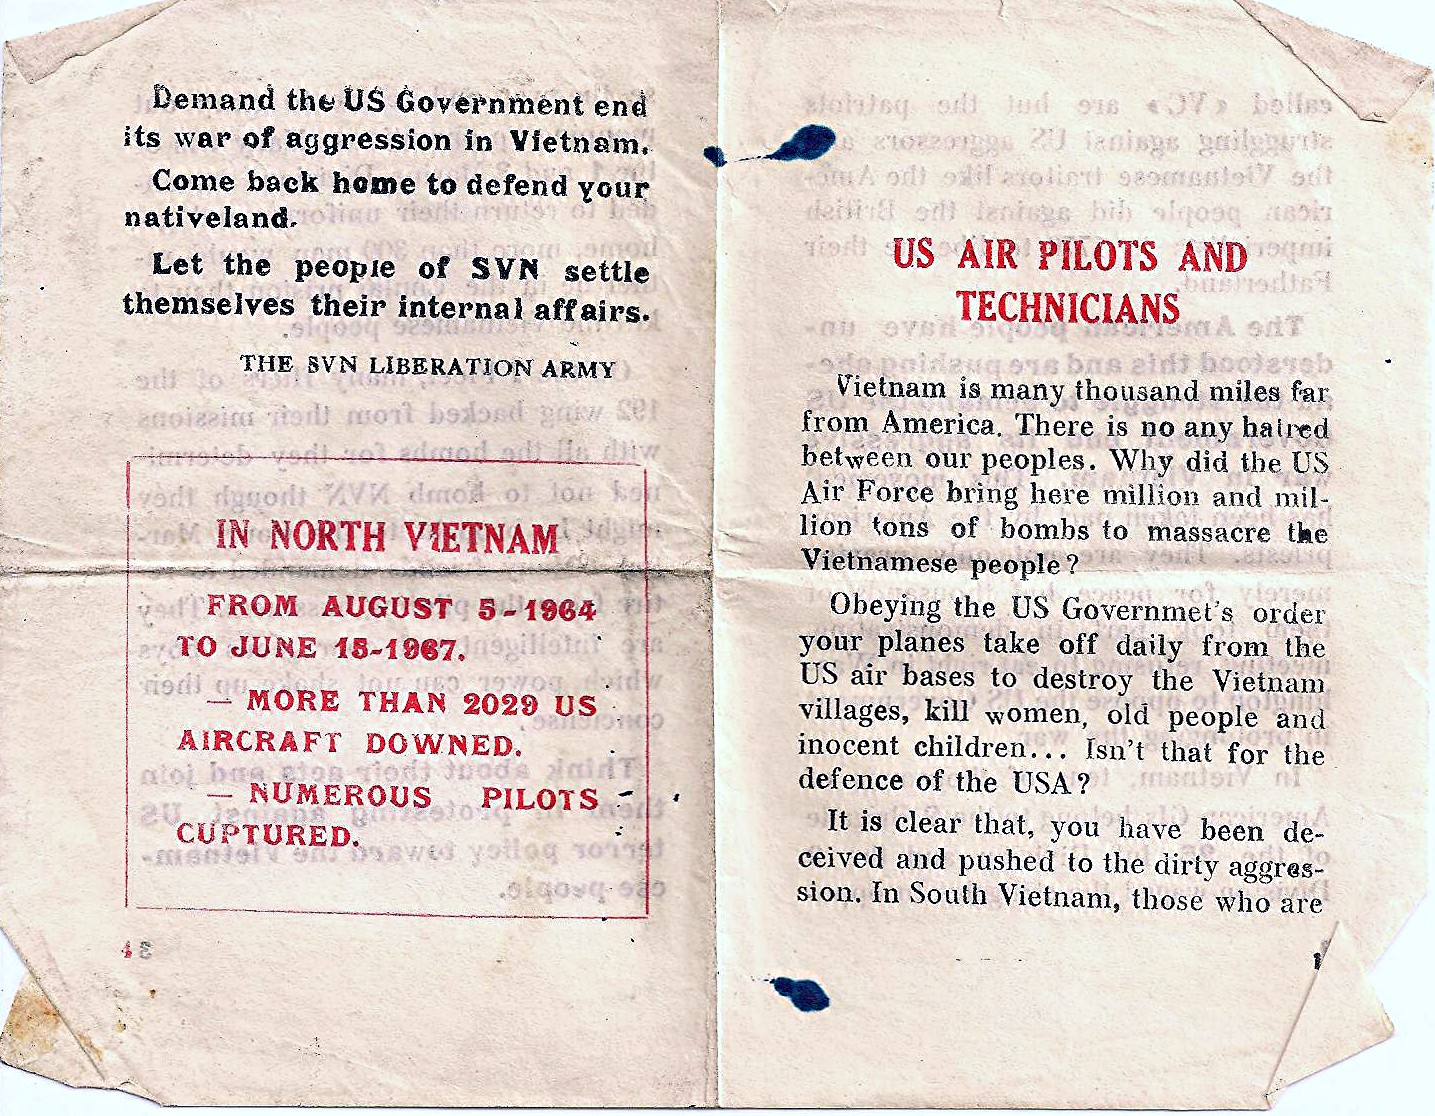 Demand the US Government end
its war of aggression in Vietnam.
Come back home to defend your
nativeland.
Let the people of SVN settle
themselves their internal affairs.
THE SVN LIBERATION ARMY
IN NORTH VIETNAM
FROM AUGUST 5-1964
TO JUNE 15-1967.
— MORE THAN 2029 US
AIRCRAFT DOWNED.
— NUMEROUS PILOTS
CUPTURED.
4
US AIR PILOTS AND
TECHNICIANS
Vietnam is many thousand miles far
from America. There is no any hatred
between our peoples. Why did the US
Air Force bring here million and mil-
lion tons of bombs to massacre the
Vietnamese people?
Obeying the US Governmet's order
your planes take off daily from the
US air bases to destroy the Vietnam
villages, kill women, old people and
inocent children... Isn't that for the
defence of the USA?
It is clear that, you have been de-
ceived and pushed to the dirty aggres-
sion. In South Vietnam, those who are
1